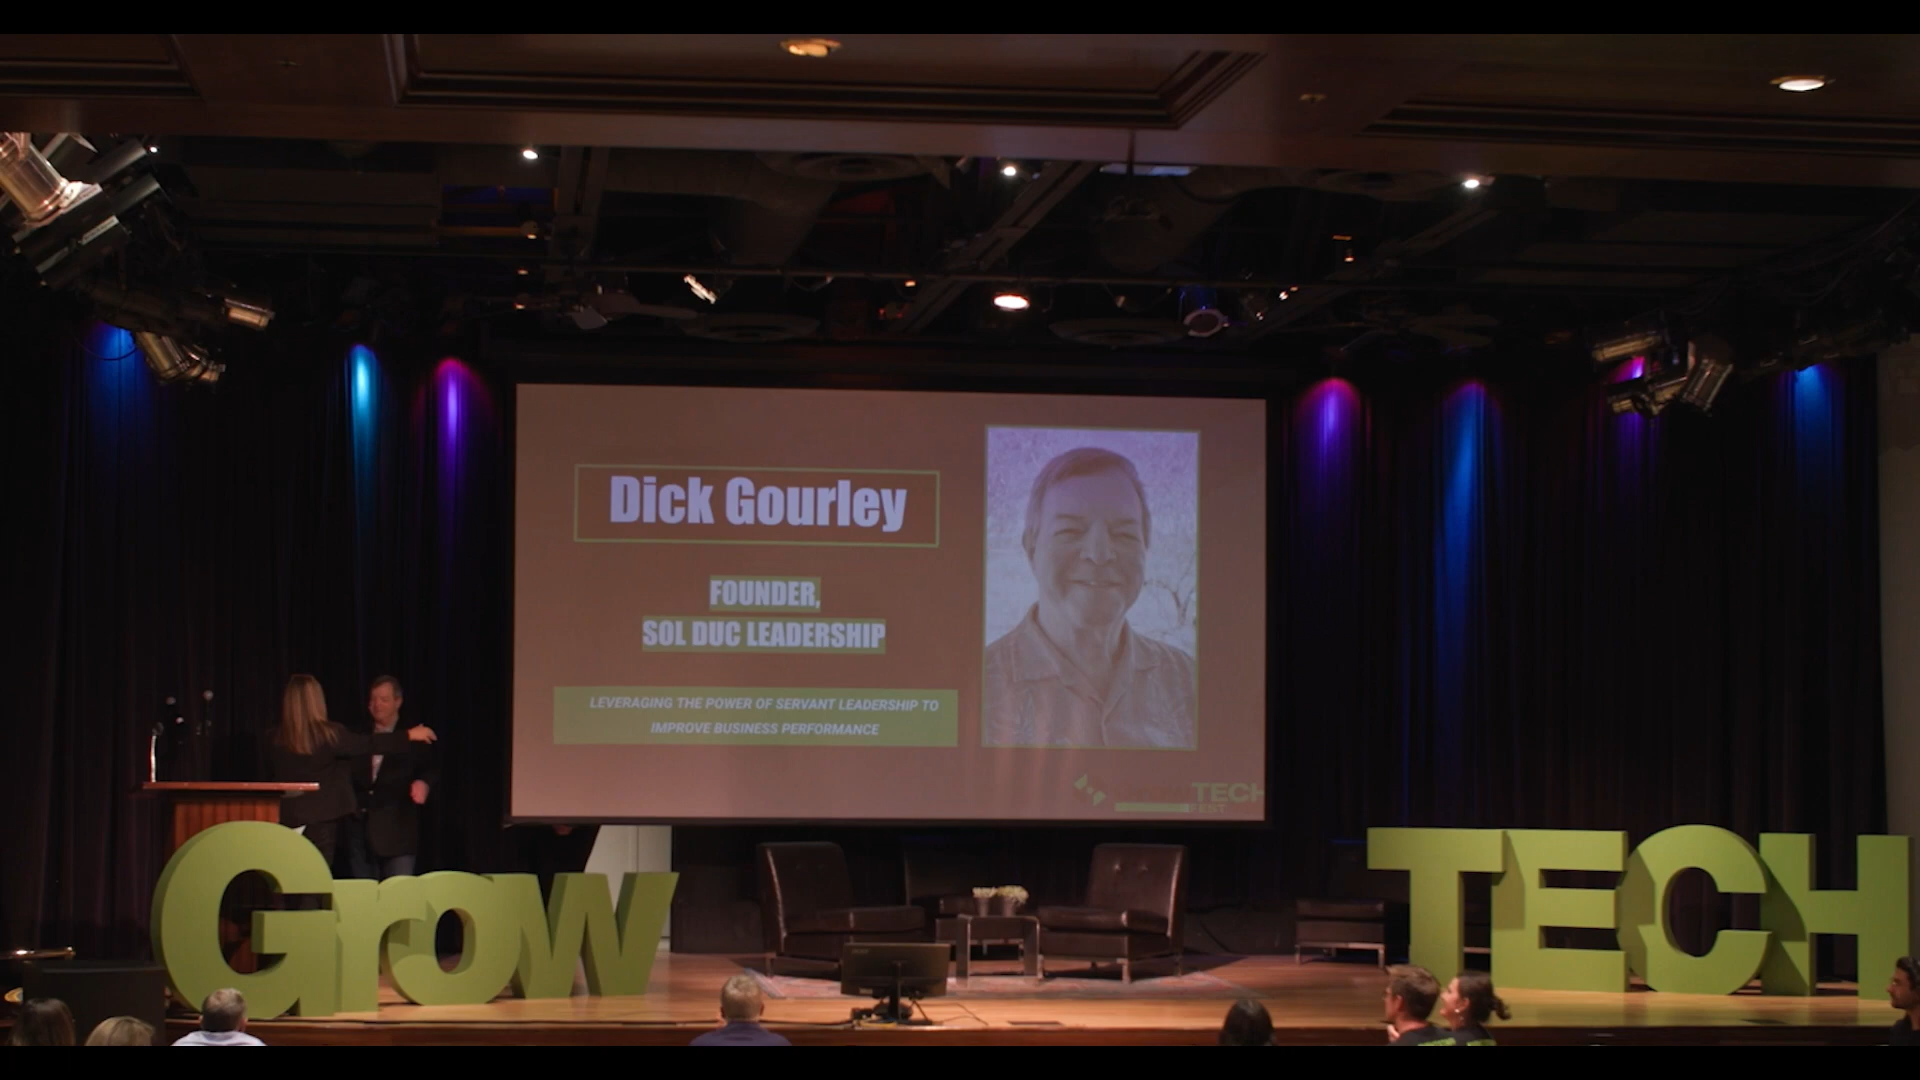 Dick Gourley
FOUNDER,
SOL DUC LEADERSHIP
LEVERAGING THE POWER OF SERVANT LEADERSHIP TO
IMPROVE BUSINESS PERFORMANCE
TECH
FEST
Grow
TECH